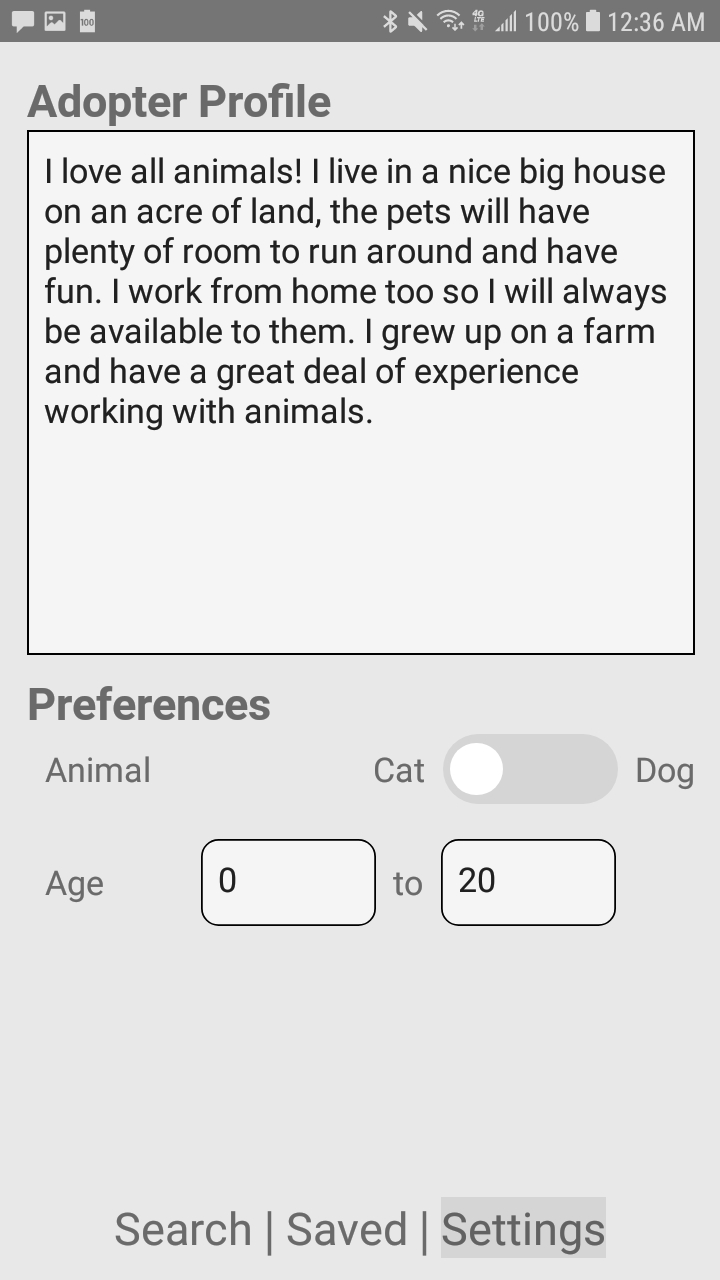 100 4G LTE 100% 12:36 AM
Adopter Profile
I love all animals! I live in a nice big house
on an acre of land, the pets will have
plenty of room to run around and have
fun. I work from home too so I will always
be available to them. I grew up on a farm
and have a great deal of experience
working with animals.
Preferences
Animal Cat Dog
Age 0 to 20
Search | Saved | Settings